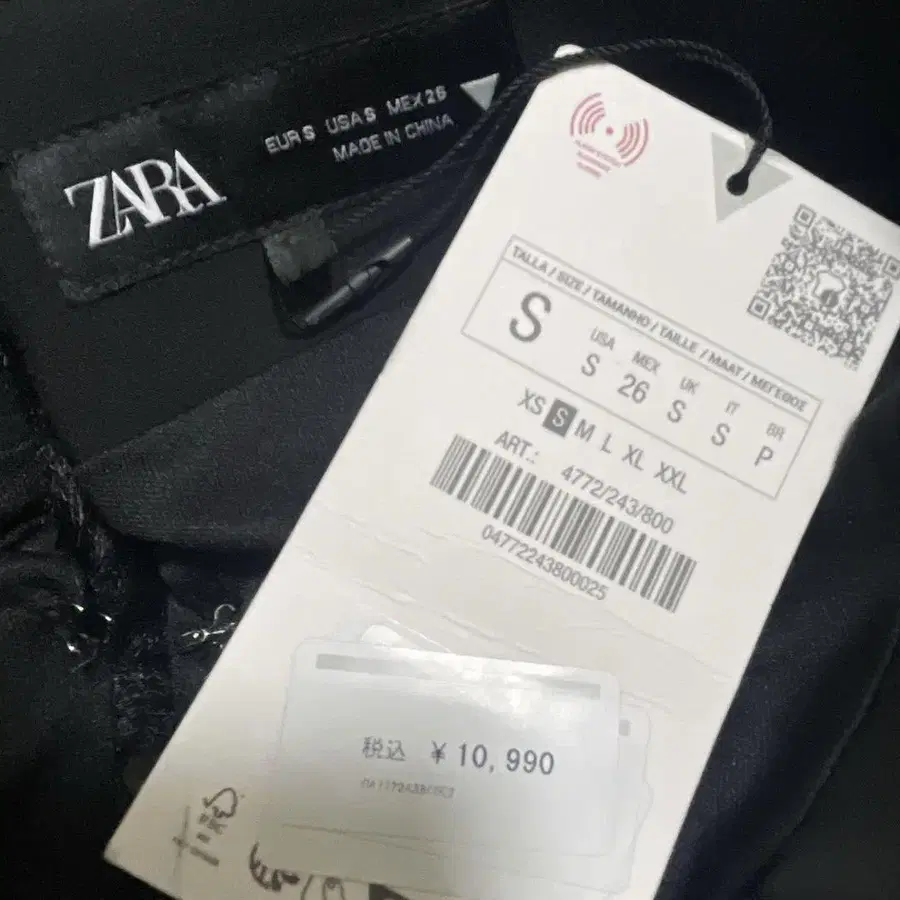 ZARA
EUR S USA S MEX 26
MADE IN CHINA
TALLA / SIZE / TAMANHO / TAILLE / MAAT / ΜΕΓΕΘΟΣ
S
USA MEX UK IT BR
S 26 S S P
XS S M L XL XXL
ART.: 4772/243/800
04772243800025
税込 ¥10,990
FSC